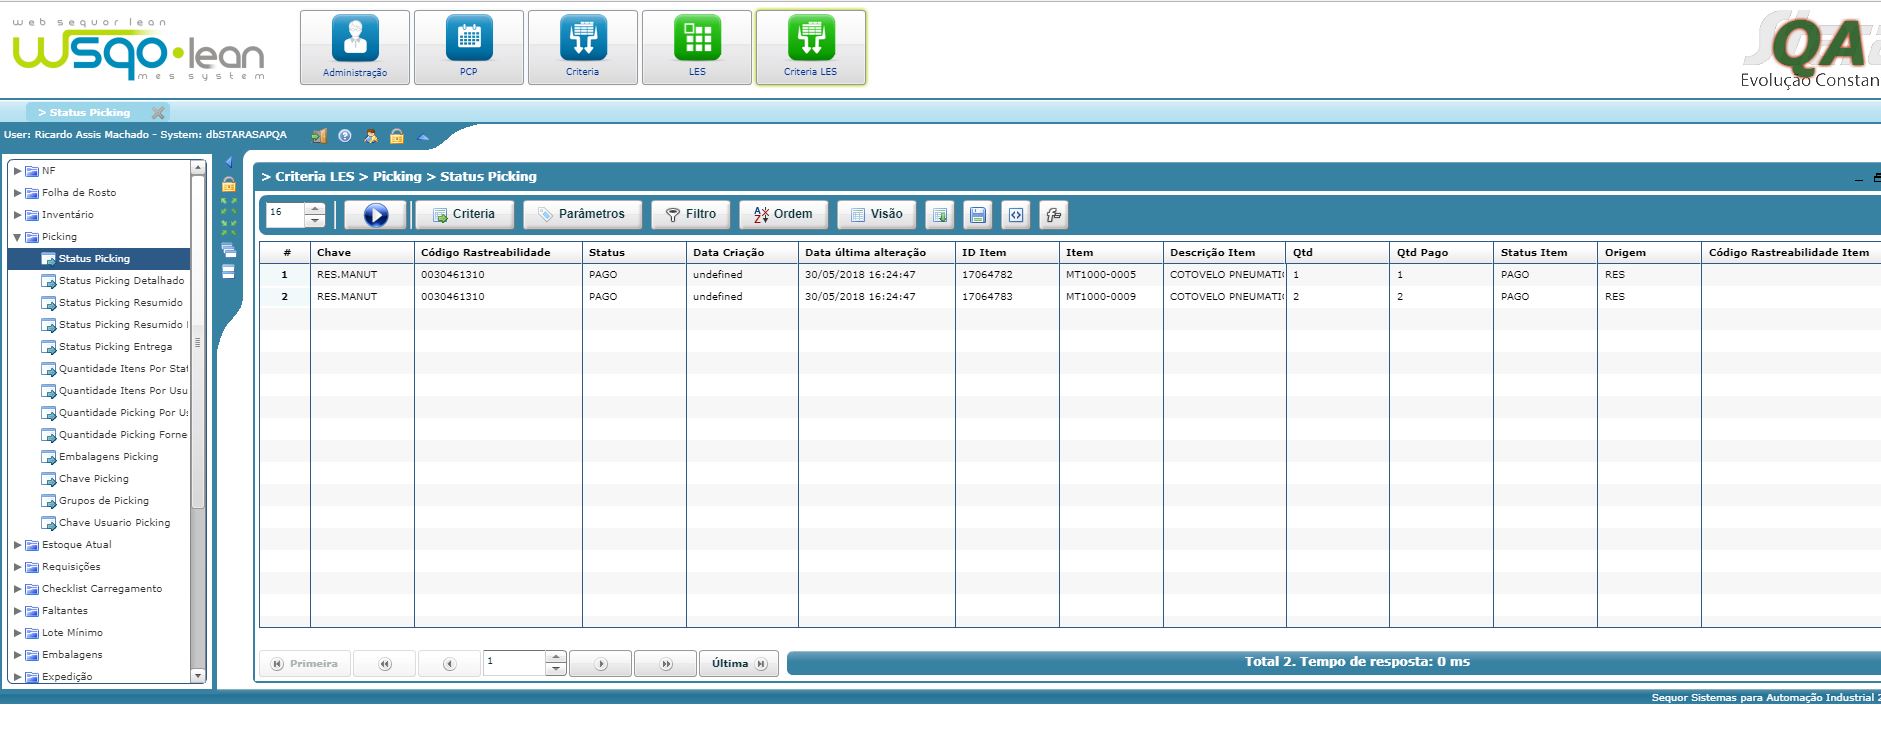 web sequor lean
wsqo·lean
mes system
Administração
PCP
Criteria
LES
Criteria LES
QA
Evolução Constan
> Status Picking
User: Ricardo Assis Machado - System: dbSTARASAPQA
NF
Folha de Rosto
Inventário
Picking
Status Picking
Status Picking Detalhado
Status Picking Resumido
Status Picking Resumido
Status Picking Entrega
Quantidade Itens Por Stat
Quantidade Itens Por Usu
Quantidade Picking Por Us
Quantidade Picking Forne
Embalagens Picking
Chave Picking
Grupos de Picking
Chave Usuario Picking
Estoque Atual
Requisições
Checklist Carregamento
Faltantes
Lote Mínimo
Embalagens
Expedição
> Criteria LES > Picking > Status Picking
16 Criteria Parâmetros Filtro Ordem Visão
# Chave Código Rastreabilidade Status Data Criação Data última alteração ID Item Item Descrição Item Qtd Qtd Pago Status Item Origem Código Rastreabilidade Item
1 RES.MANUT 0030461310 PAGO undefined 30/05/2018 16:24:47 17064782 MT1000-0005 COTOVELO PNEUMATI 1 1 PAGO RES
2 RES.MANUT 0030461310 PAGO undefined 30/05/2018 16:24:47 17064783 MT1000-0009 COTOVELO PNEUMATI 2 2 PAGO RES
Primeira 1 Última Total 2. Tempo de resposta: 0 ms
Sequor Sistemas para Automação Industrial 2